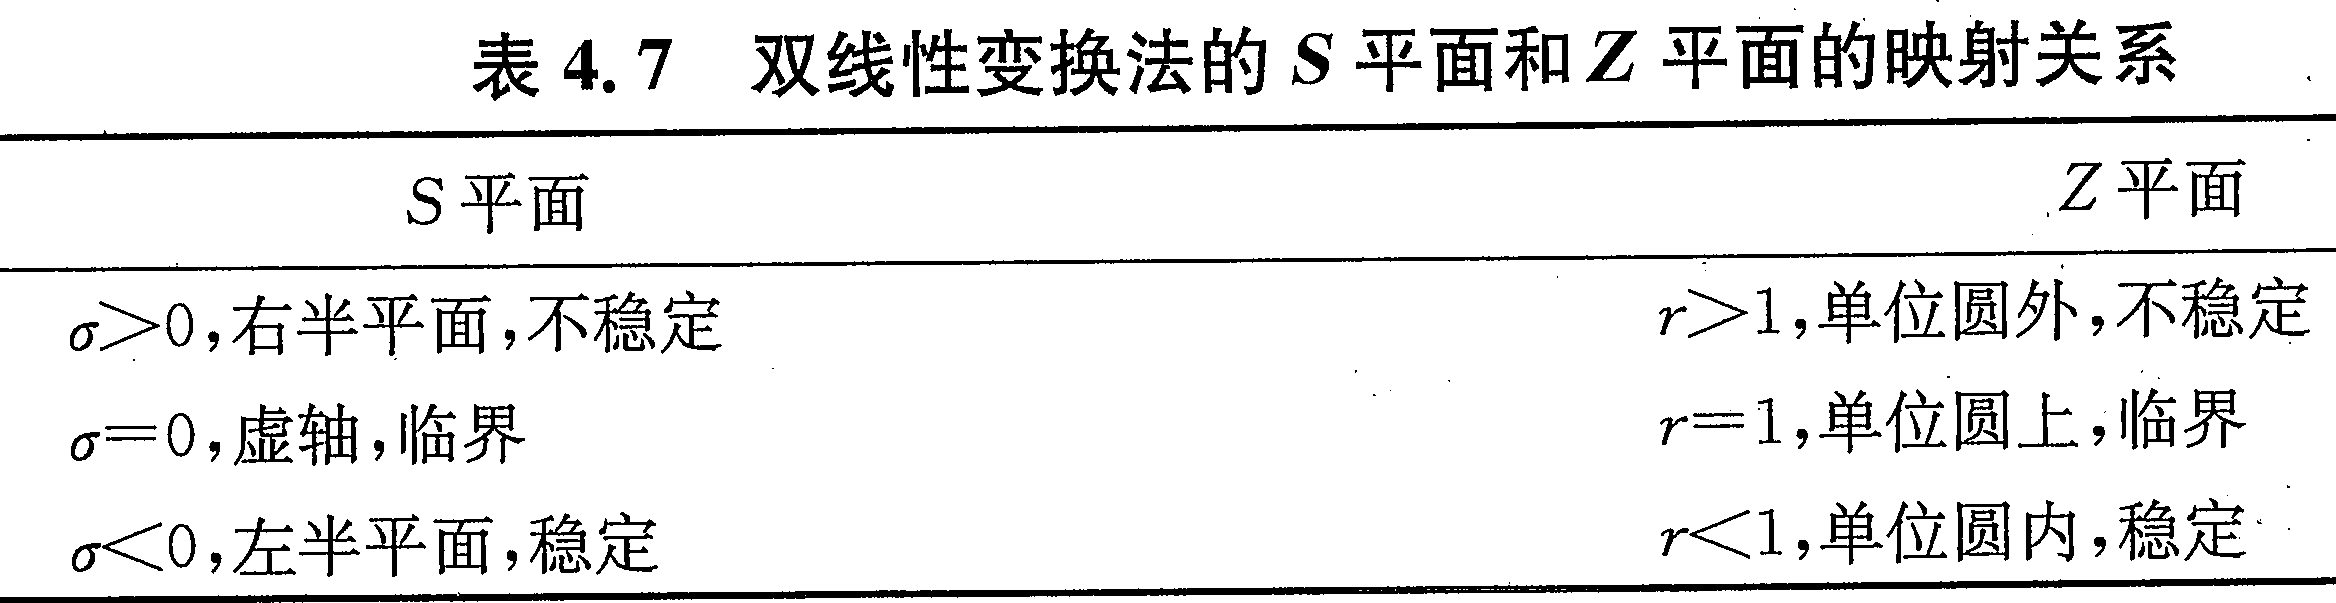 表 4.7 双线性变换法的 S 平面和 Z 平面的映射关系
S 平面 Z 平面
σ>0,右半平面,不稳定 r>1,单位圆外,不稳定
σ=0,虚轴,临界 r=1,单位圆上,临界
σ<0,左半平面,稳定 r<1,单位圆内,稳定